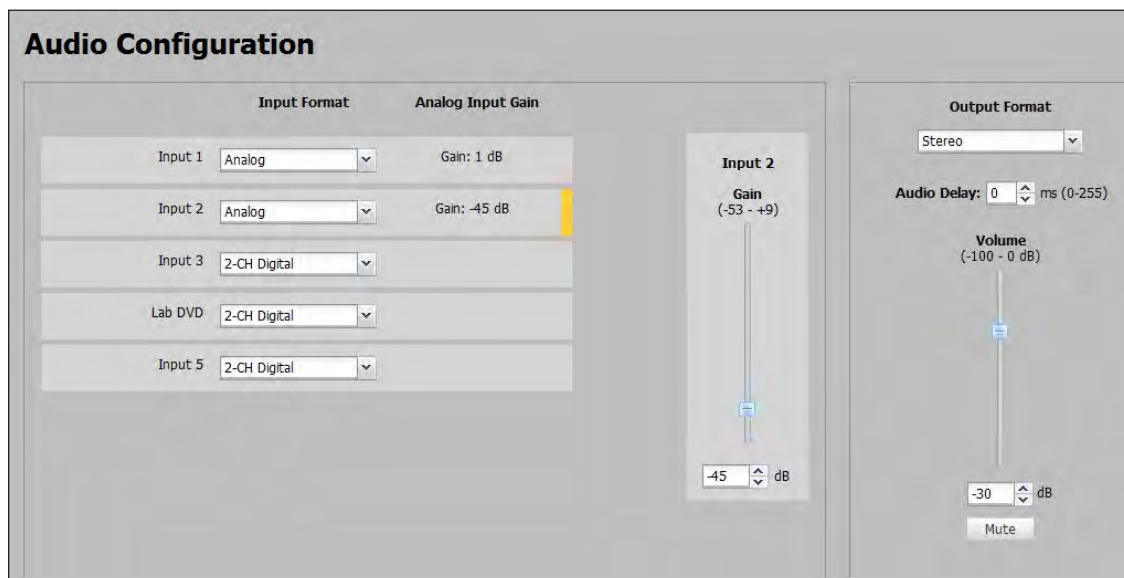 Audio Configuration
Input Format Analog Input Gain
Input 1 Analog Gain: 1 dB
Input 2 Analog Gain: -45 dB
Input 3 2-CH Digital
Lab DVD 2-CH Digital
Input 5 2-CH Digital
Input 2
Gain
(-53 - +9)
-45 dB
Output Format
Stereo
Audio Delay: 0 ms (0-255)
Volume
(-100 - 0 dB)
-30 dB
Mute